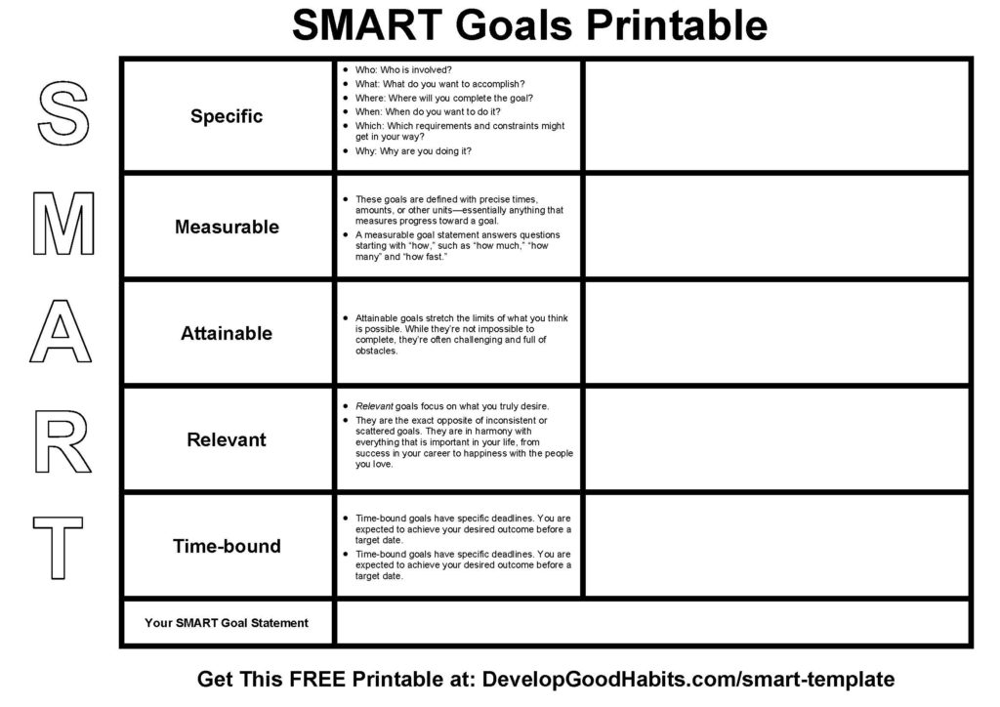 SMART Goals Printable
S
Specific
• Who: Who is involved?
• What: What do you want to accomplish?
• Where: Where will you complete the goal?
• When: When do you want to do it?
• Which: Which requirements and constraints might
get in your way?
• Why: Why are you doing it?
M
Measurable
• These goals are defined with precise times,
amounts, or other units—essentially anything that
measures progress toward a goal.
• A measurable goal statement answers questions
starting with “how,” such as “how much,” “how
many” and “how fast.”
A
Attainable
• Attainable goals stretch the limits of what you think
is possible. While they’re not impossible to
complete, they’re often challenging and full of
obstacles.
R
Relevant
• Relevant goals focus on what you truly desire.
• They are the exact opposite of inconsistent or
scattered goals. They are in harmony with
everything that is important in your life, from
success in your career to happiness with the people
you love.
T
Time-bound
• Time-bound goals have specific deadlines. You are
expected to achieve your desired outcome before a
target date.
• Time-bound goals have specific deadlines. You are
expected to achieve your desired outcome before a
target date.
Your SMART Goal Statement
Get This FREE Printable at: DevelopGoodHabits.com/smart-template